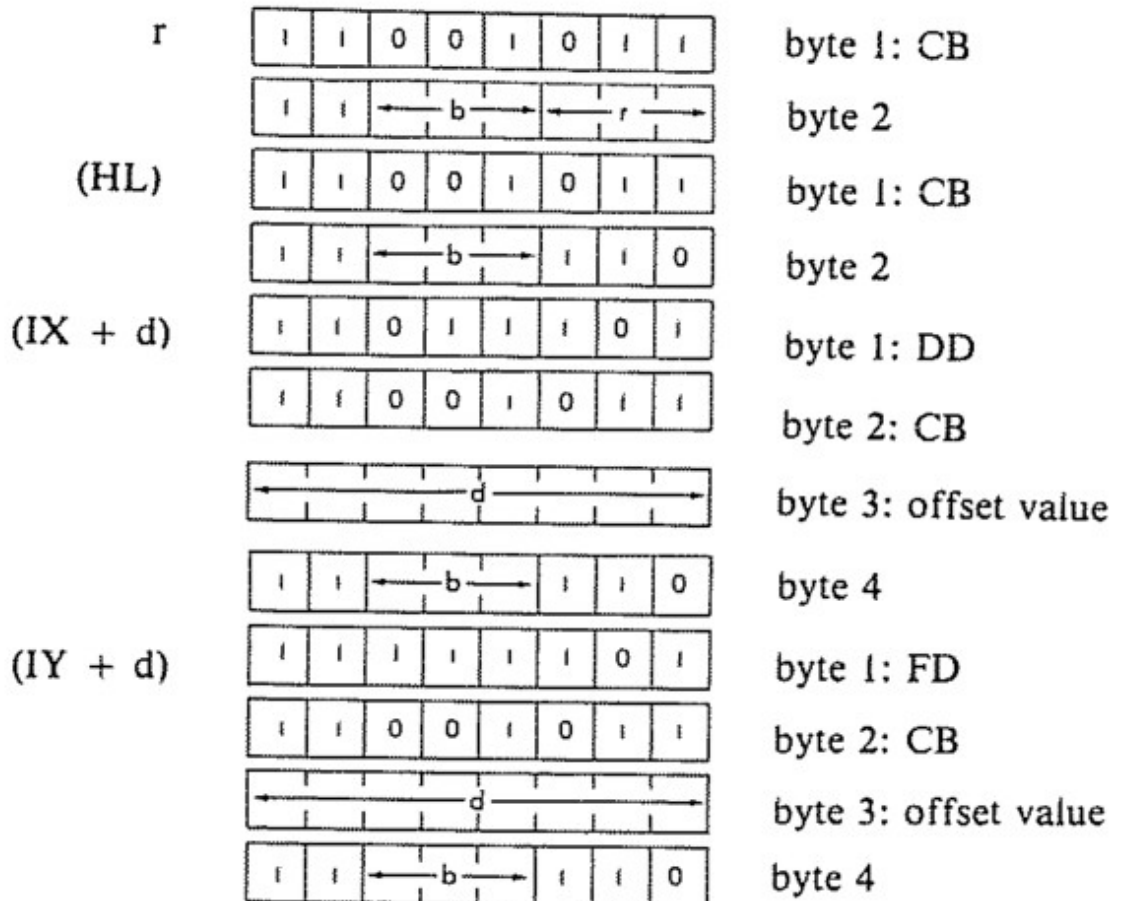 r 1 1 0 0 1 0 1 1 byte 1: CB
1 1 b r byte 2
(HL) 1 1 0 0 1 0 1 1 byte 1: CB
1 1 b 1 1 0 byte 2
(IX + d) 1 1 0 1 1 1 0 1 byte 1: DD
1 1 0 0 1 0 1 1 byte 2: CB
d byte 3: offset value
1 1 b 1 1 0 byte 4
(IY + d) 1 1 1 1 1 1 0 1 byte 1: FD
1 1 0 0 1 0 1 1 byte 2: CB
d byte 3: offset value
1 1 b 1 1 0 byte 4